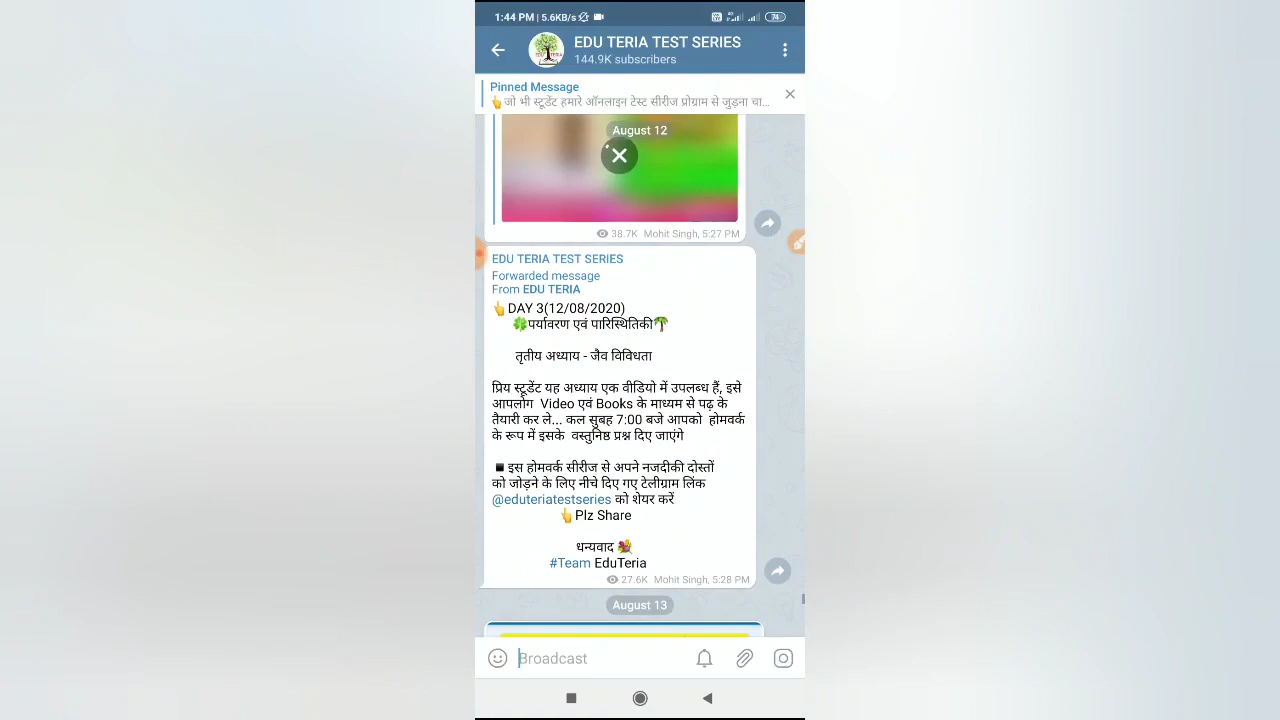 1:44 PM | 5.6KB/s
74
EDU TERIA TEST SERIES
144.9K subscribers
Pinned Message
👆जो भी स्टूडेंट हमारे ऑनलाइन टेस्ट सीरीज प्रोग्राम से जुड़ना चा...
August 12
38.7K Mohit Singh, 5:27 PM
EDU TERIA TEST SERIES
Forwarded message
From EDU TERIA
👆DAY 3(12/08/2020)
🍀पर्यावरण एवं पारिस्थितिकी🌴
तृतीय अध्याय - जैव विविधता
प्रिय स्टूडेंट यह अध्याय एक वीडियो में उपलब्ध हैं, इसे
आपलोग Video एवं Books के माध्यम से पढ़ के
तैयारी कर ले... कल सुबह 7:00 बजे आपको होमवर्क
के रूप में इसके वस्तुनिष्ठ प्रश्न दिए जाएंगे
◾इस होमवर्क सीरीज से अपने नजदीकी दोस्तों
को जोड़ने के लिए नीचे दिए गए टेलीग्राम लिंक
@eduteriatestseries को शेयर करें
👆Plz Share
धन्यवाद 💐
#Team EduTeria
27.6K Mohit Singh, 5:28 PM
August 13
Broadcast